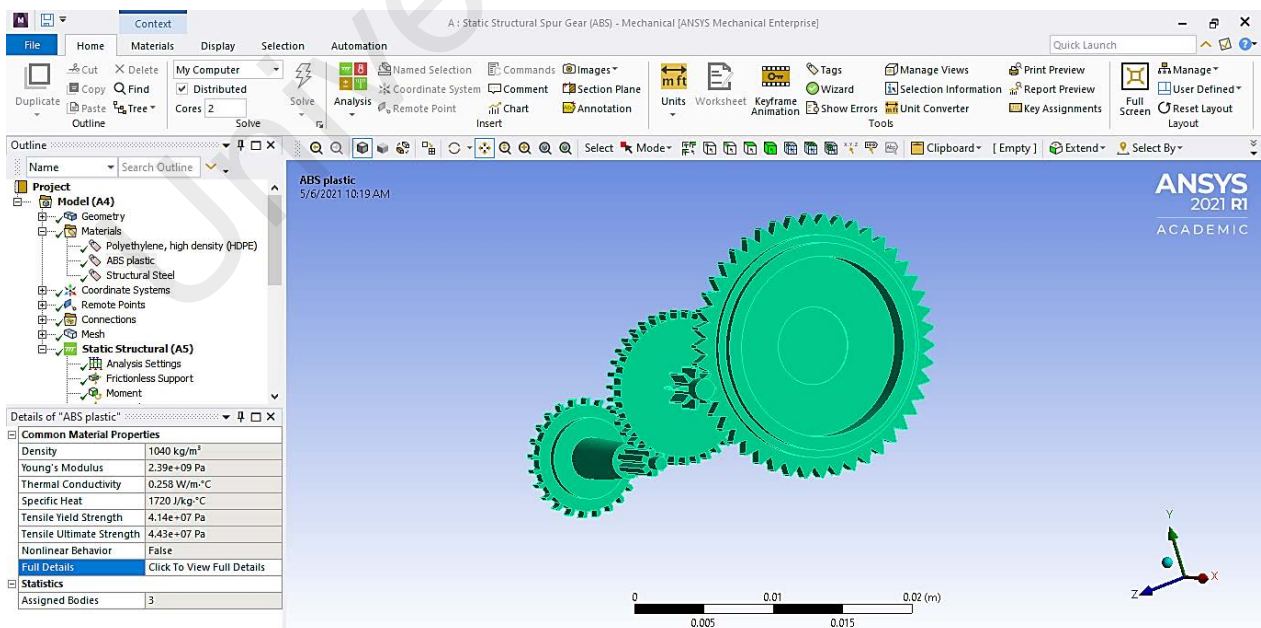 Context
A : Static Structural Spur Gear (ABS) - Mechanical [ANSYS Mechanical Enterprise]
File Home Materials Display Selection Automation
Quick Launch
Duplicate
Cut
Copy
Paste
Delete
Find
Tree
Outline
My Computer
Distributed
Cores 2
Solve
Solve
Analysis
Named Selection
Coordinate System
Remote Point
Commands
Comment
Chart
Images
Section Plane
Annotation
Insert
mft
Units
Worksheet
Keyframe
Animation
Tags
Wizard
Show Errors
Manage Views
Selection Information
Unit Converter
Print Preview
Report Preview
Key Assignments
Tools
Full
Screen
Manage
User Defined
Reset Layout
Layout
Outline
Name Search Outline
Select Mode Clipboard [Empty] Extend Select By
Project
Model (A4)
Geometry
Materials
Polyethylene, high density (HDPE)
ABS plastic
Structural Steel
Coordinate Systems
Remote Points
Connections
Mesh
Static Structural (A5)
Analysis Settings
Frictionless Support
Moment
Details of "ABS plastic"
Common Material Properties
Density 1040 kg/m³
Young's Modulus 2.39e+09 Pa
Thermal Conductivity 0.258 W/m·°C
Specific Heat 1720 J/kg·°C
Tensile Yield Strength 4.14e+07 Pa
Tensile Ultimate Strength 4.43e+07 Pa
Nonlinear Behavior False
Full Details Click To View Full Details
Statistics
Assigned Bodies 3
ABS plastic
5/6/2021 10:19 AM
ANSYS
2021 R1
ACADEMIC
0 0.01 0.02 (m)
0.005 0.015
Y
Z X
Unive